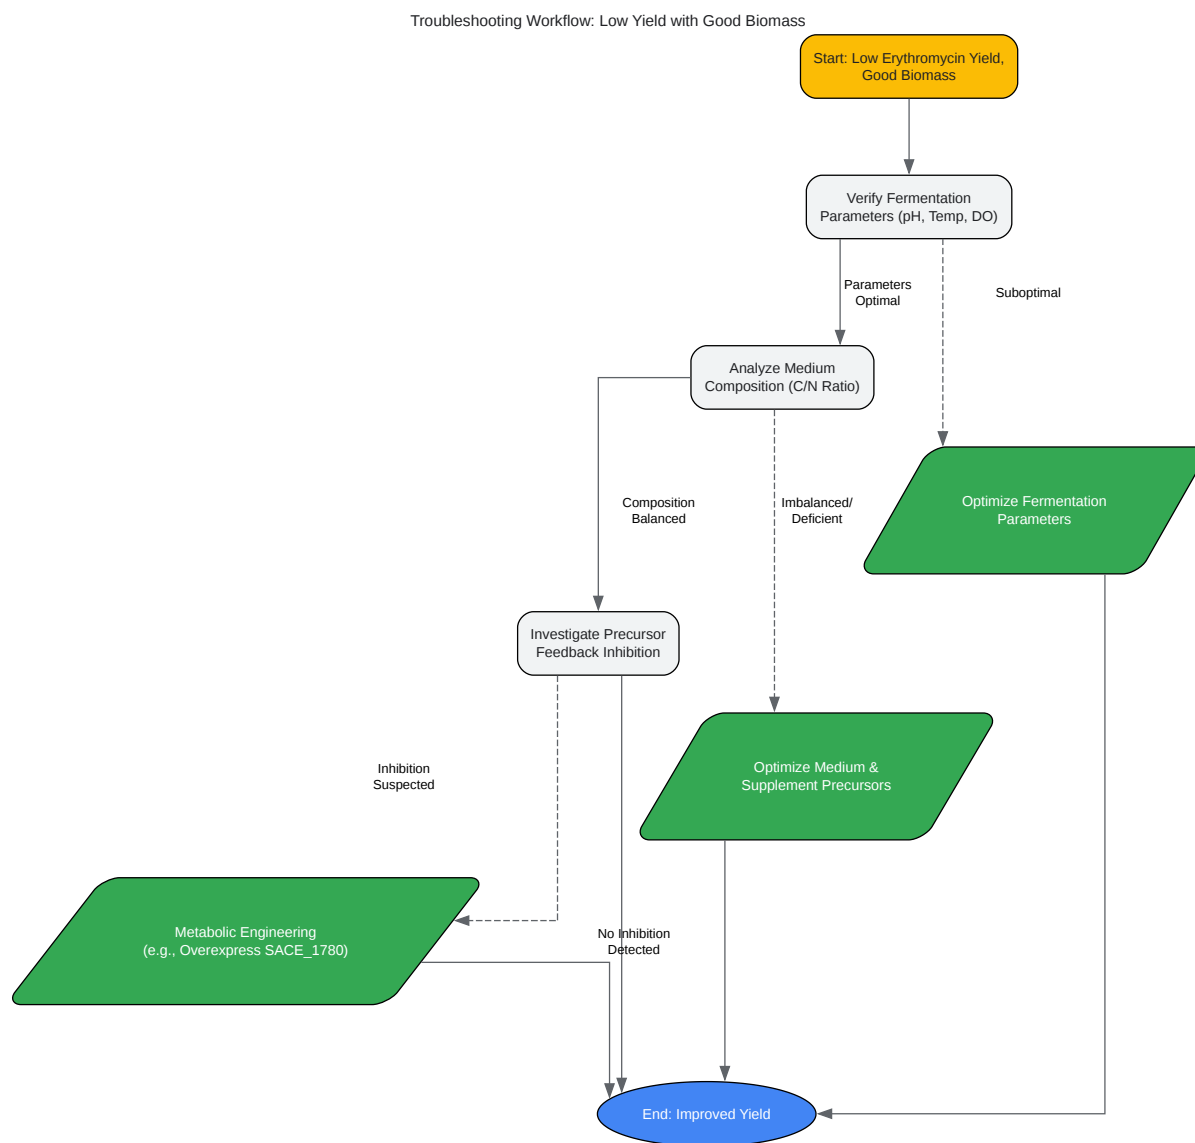 Troubleshooting Workflow: Low Yield with Good Biomass
Start: Low Erythromycin Yield,
Good Biomass
Verify Fermentation
Parameters (pH, Temp, DO)
Parameters
Optimal
Suboptimal
Analyze Medium
Composition (C/N Ratio)
Composition
Balanced
Imbalanced/
Deficient
Optimize Fermentation
Parameters
Investigate Precursor
Feedback Inhibition
Inhibition
Suspected
Optimize Medium &
Supplement Precursors
Metabolic Engineering
(e.g., Overexpress SACE_1780)
No Inhibition
Detected
End: Improved Yield